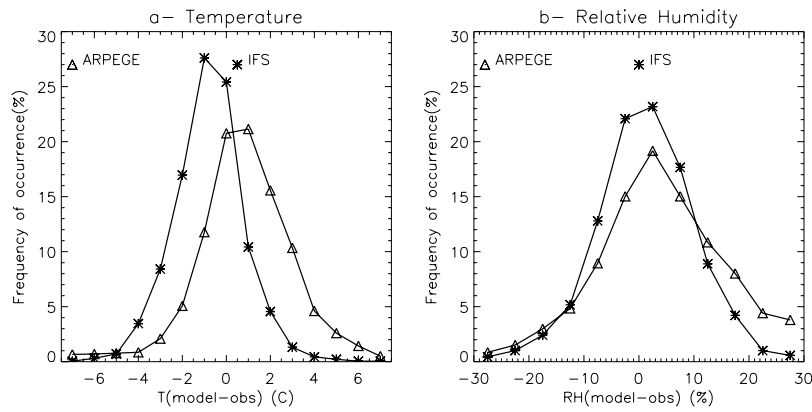 a– Temperature
30
25
20
15
10
5
0
Frequency of occurrence(%)
ARPEGE
IFS
−6 −4 −2 0 2 4 6
T(model−obs) (C)
b– Relative Humidity
30
25
20
15
10
5
0
Frequency of occurrence(%)
ARPEGE
IFS
−30 −20 −10 0 10 20 30
RH(model−obs) (%)